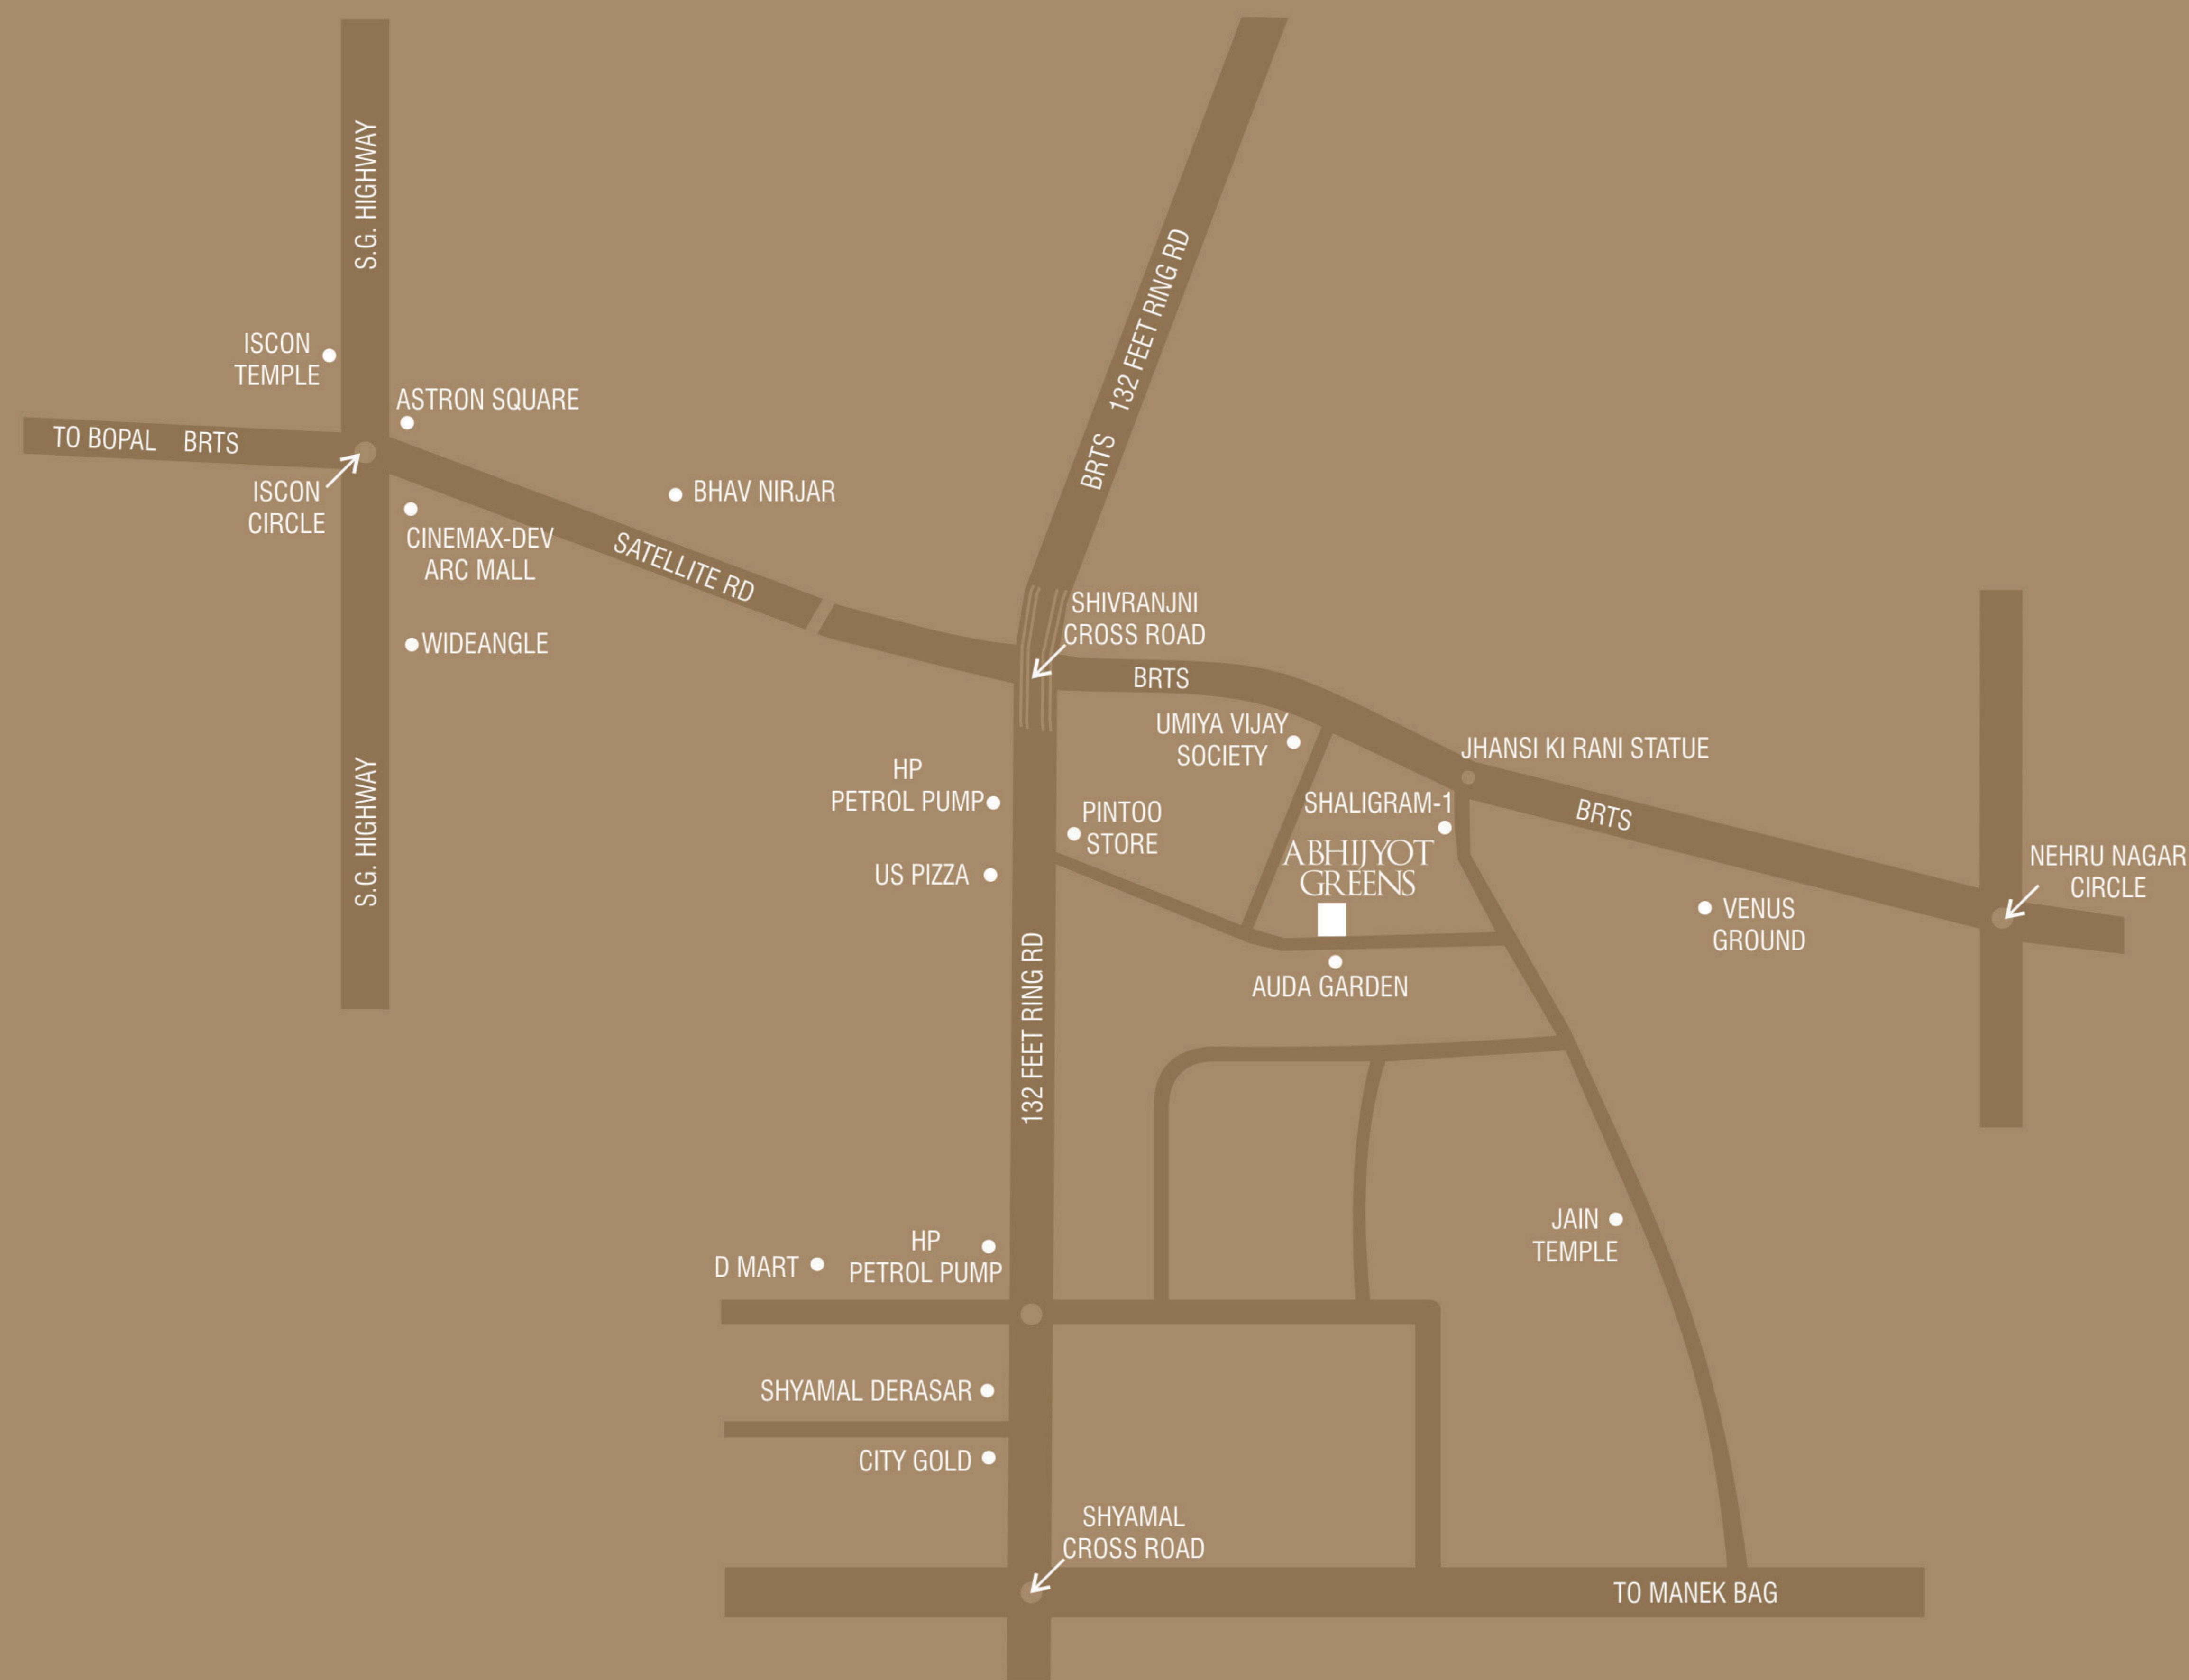 S.G. HIGHWAY
BRTS 132 FEET RING RD
ISCON
TEMPLE
ASTRON SQUARE
TO BOPAL BRTS
ISCON
CIRCLE
BHAV NIRJAR
CINEMAX-DEV
ARC MALL
SATELLITE RD
WIDEANGLE
SHIVRANJNI
CROSS ROAD
BRTS
UMIYA VIJAY
SOCIETY
JHANSI KI RANI STATUE
HP
PETROL PUMP
PINTOO
STORE
SHALIGRAM-1
BRTS
S.G. HIGHWAY
US PIZZA
ABHIJYOT
GREENS
NEHRU NAGAR
CIRCLE
VENUS
GROUND
AUDA GARDEN
132 FEET RING RD
JAIN
TEMPLE
D MART
HP
PETROL PUMP
SHYAMAL DERASAR
CITY GOLD
SHYAMAL
CROSS ROAD
TO MANEK BAG